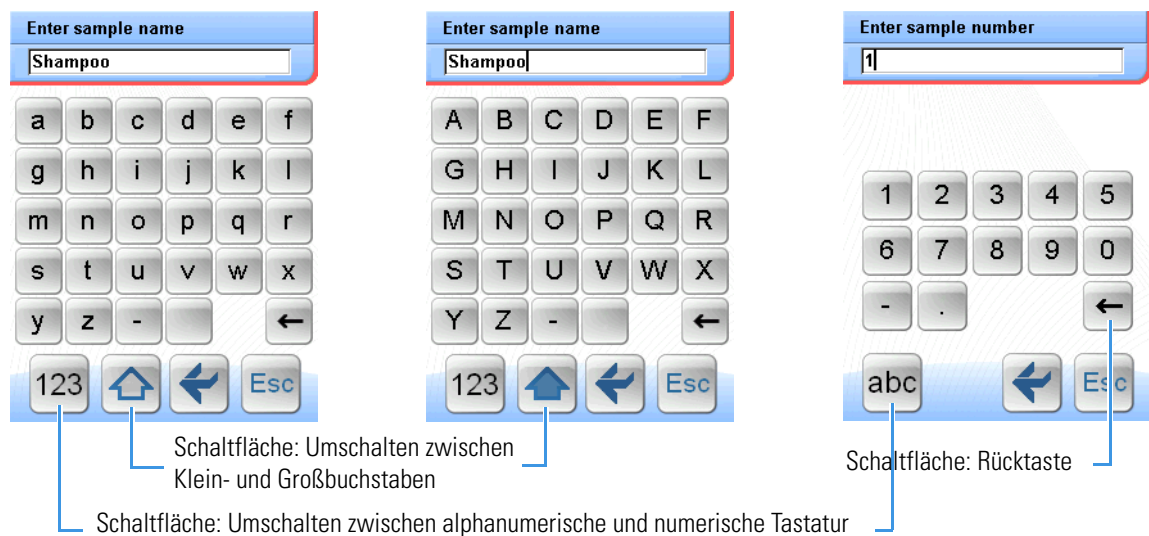 Enter sample name
Shampoo
a b c d e f
g h i j k l
m n o p q r
s t u v w x
y z - ←
123 Esc
Enter sample name
Shampoo
A B C D E F
G H I J K L
M N O P Q R
S T U V W X
Y Z - ←
123 Esc
Enter sample number
1
1 2 3 4 5
6 7 8 9 0
- . ←
abc Esc
Schaltfläche: Umschalten zwischen
Klein- und Großbuchstaben
Schaltfläche: Rücktaste
Schaltfläche: Umschalten zwischen alphanumerische und numerische Tastatur